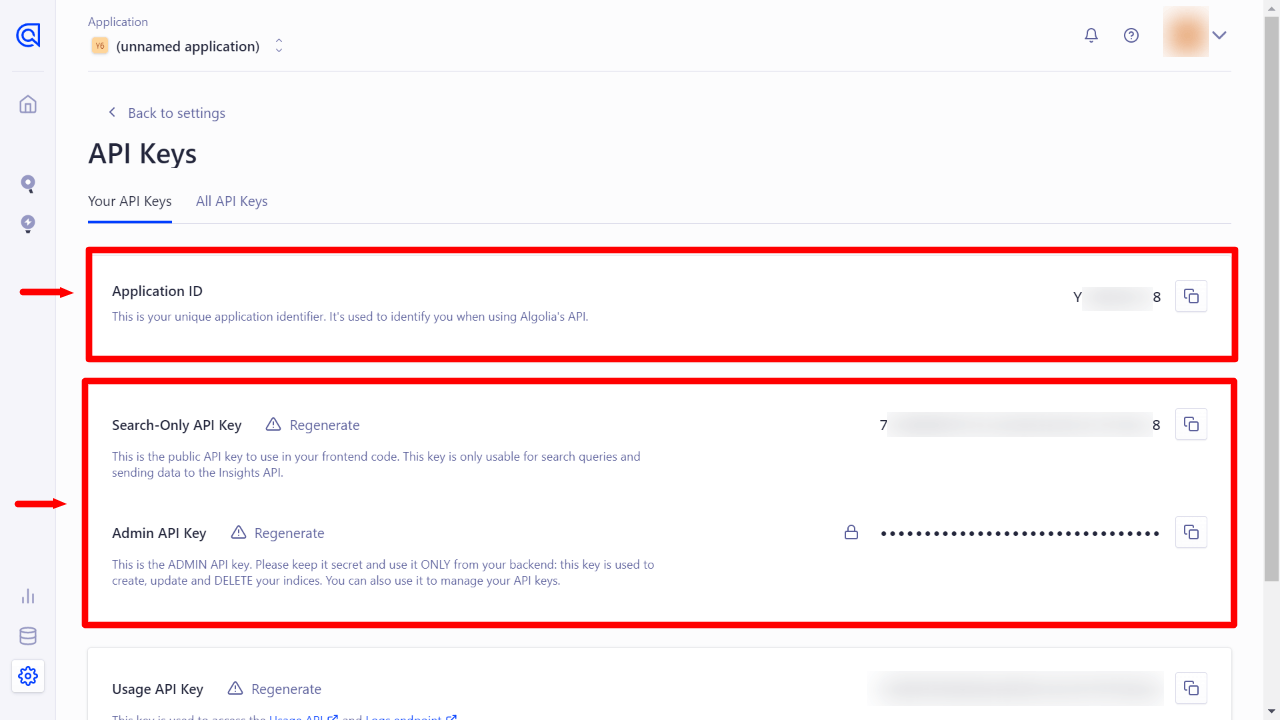 Application
Y6 (unnamed application)
Back to settings
API Keys
Your API Keys All API Keys
Application ID
Y 8
This is your unique application identifier. It's used to identify you when using Algolia's API.
Search-Only API Key Regenerate
7 8
This is the public API key to use in your frontend code. This key is only usable for search queries and
sending data to the Insights API.
Admin API Key Regenerate
••••••••••••••••••••••••••••••••
This is the ADMIN API key. Please keep it secret and use it ONLY from your backend: this key is used to
create, update and DELETE your indices. You can also use it to manage your API keys.
Usage API Key Regenerate
This key is used to access the Usage API and Logs endpoint